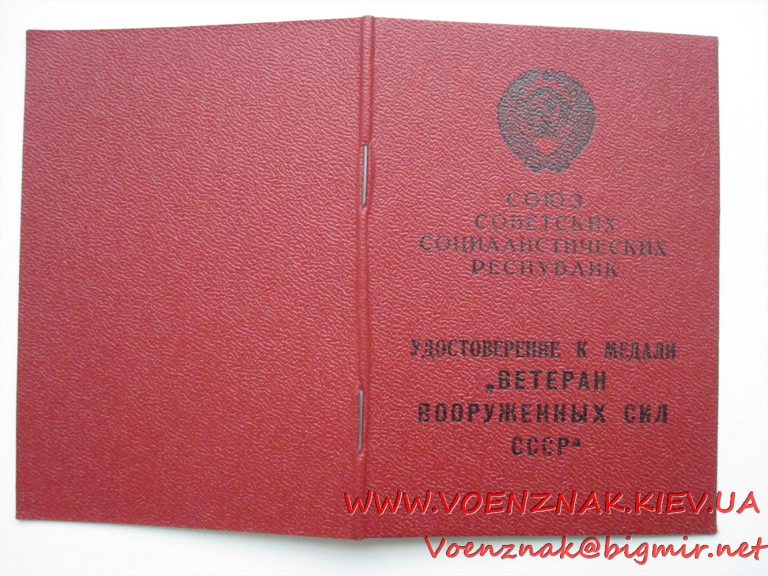 СОЮЗ
СОВЕТСКИХ
СОЦИАЛИСТИЧЕСКИХ
РЕСПУБЛИК
УДОСТОВЕРЕНИЕ К МЕДАЛИ
„ВЕТЕРАН
ВООРУЖЕННЫХ СИЛ
СССР“
WWW.VOENZNAK.KIEV.UA
Voenznak@bigmir.net